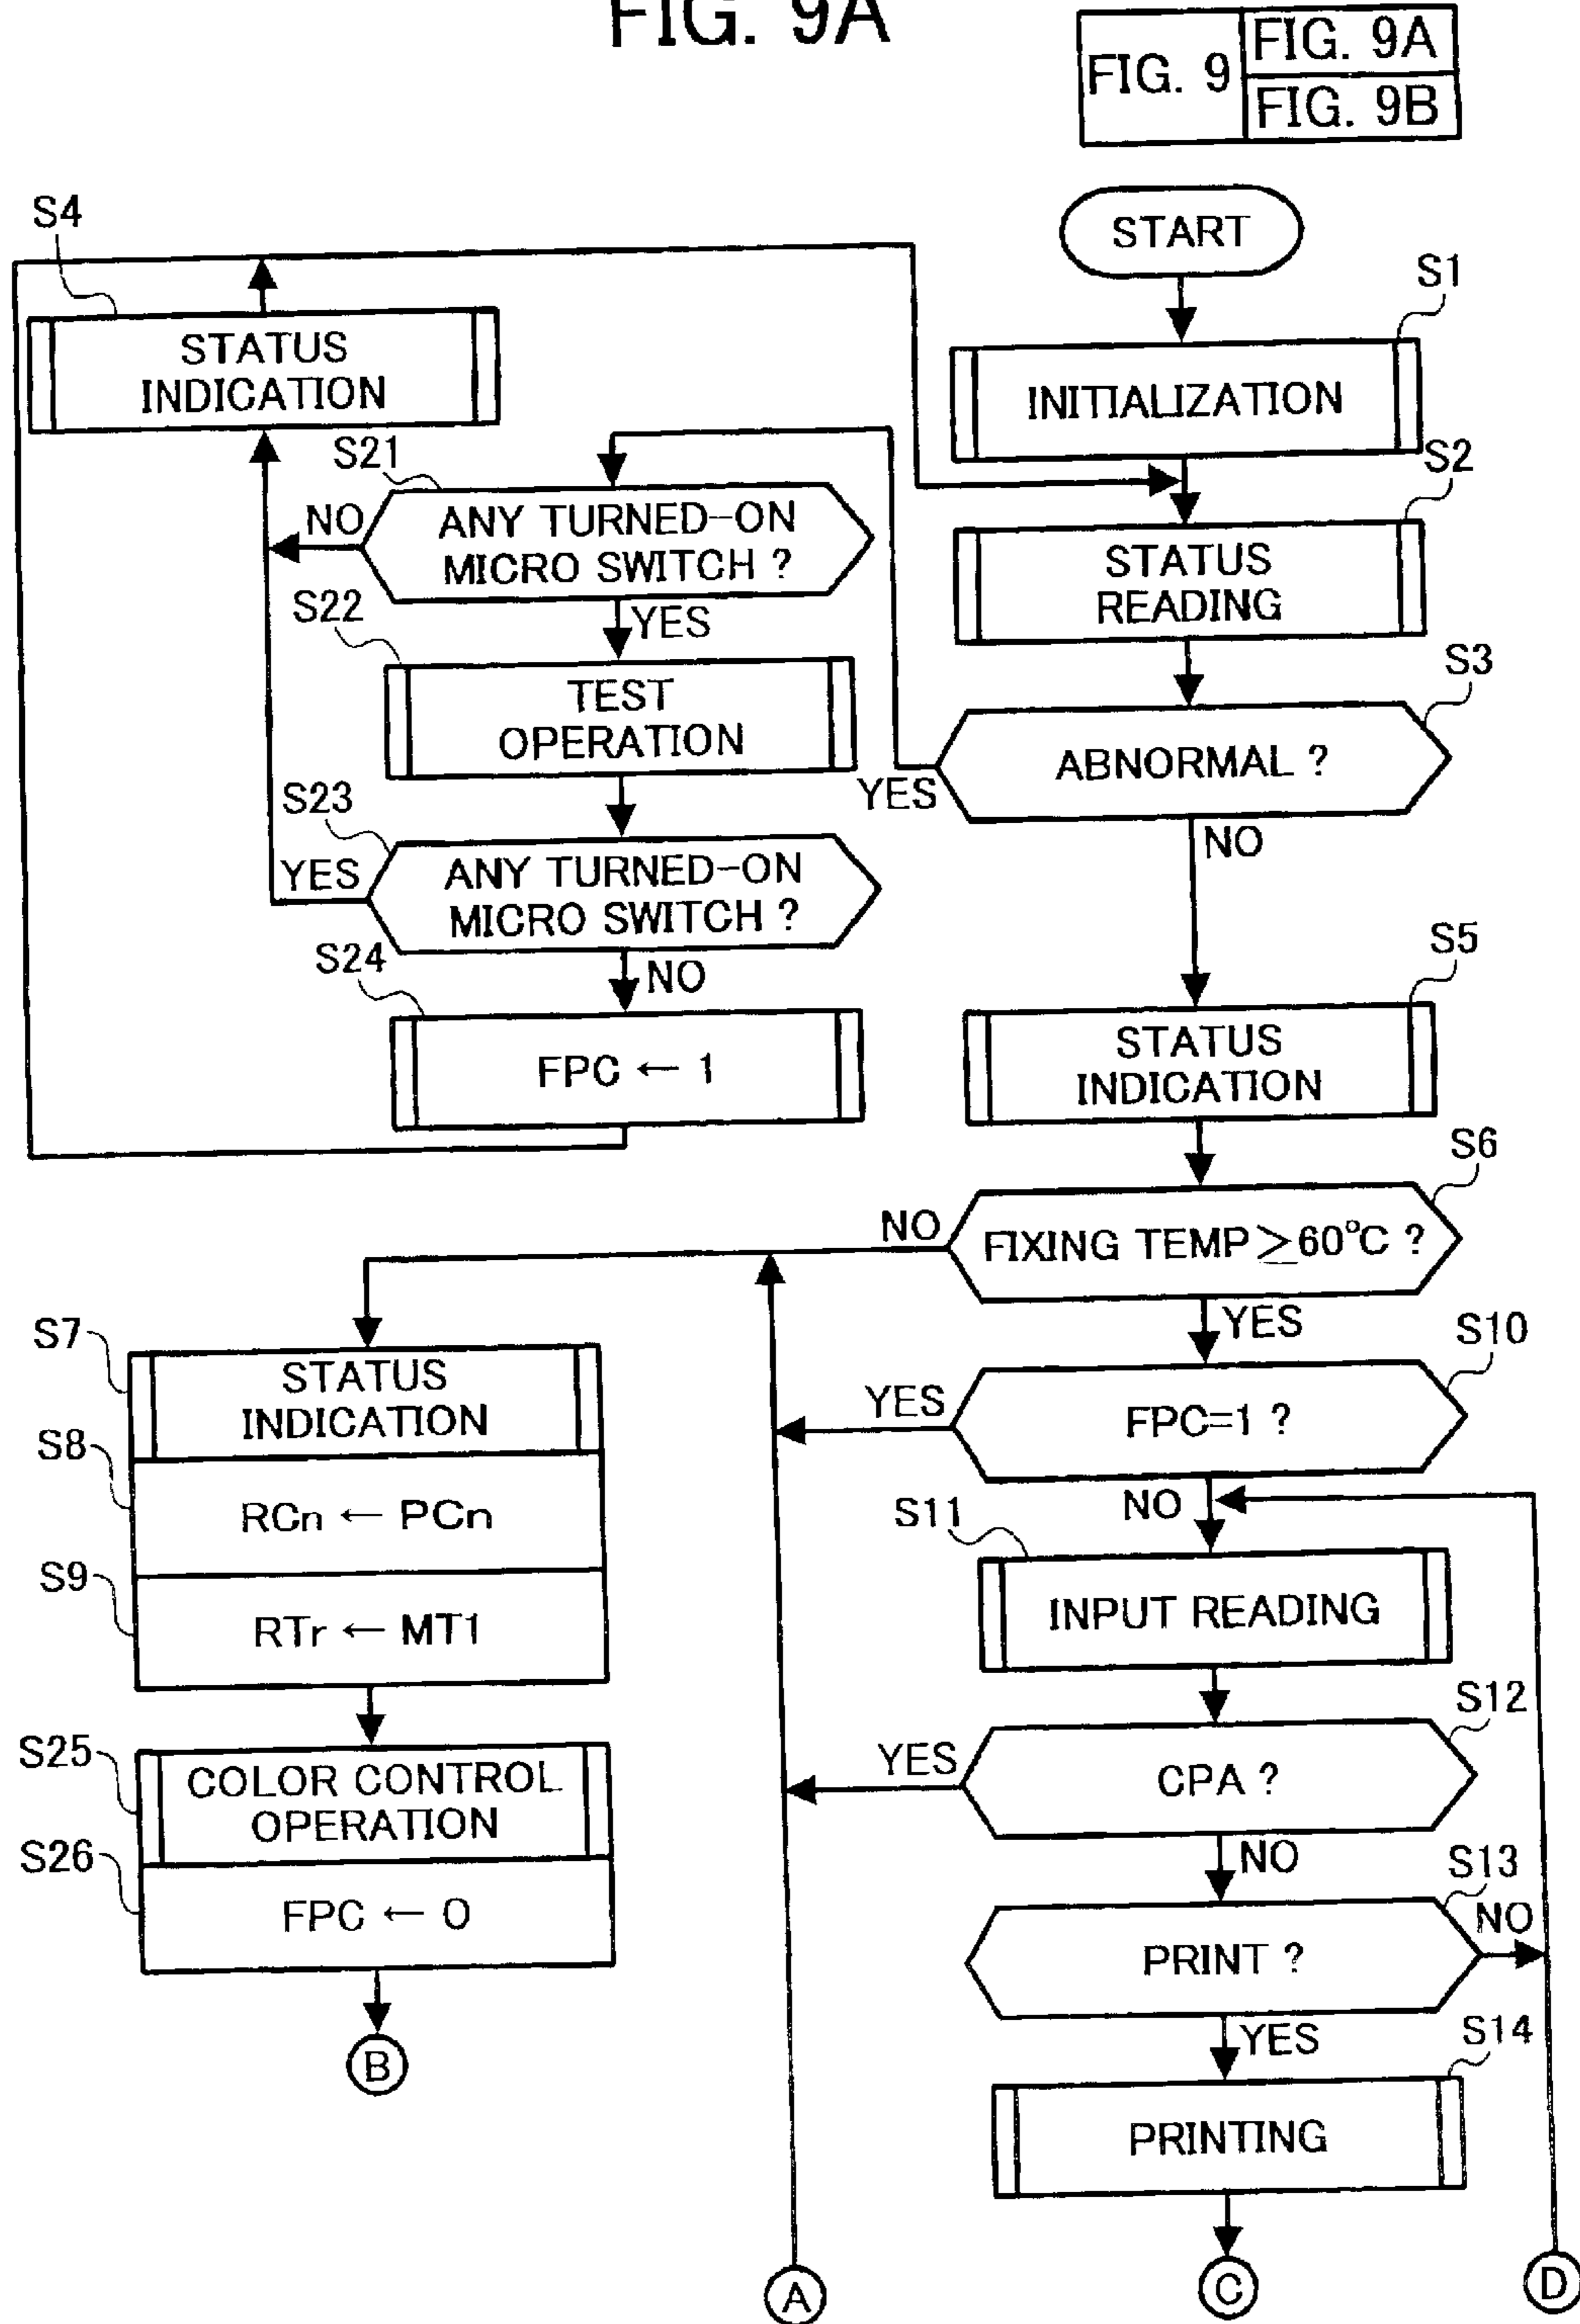 FIG. 9A
FIG. 9
FIG. 9A
FIG. 9B
START
S1
INITIALIZATION
S2
STATUS
READING
S3
ABNORMAL ?
YES
NO
S4
STATUS
INDICATION
S21
ANY TURNED-ON
MICRO SWITCH ?
NO
YES
S22
TEST
OPERATION
S23
ANY TURNED-ON
MICRO SWITCH ?
YES
NO
S24
FPC ← 1
S5
STATUS
INDICATION
S6
FIXING TEMP ≥ 60°C ?
NO
YES
S7
STATUS
INDICATION
S8
RCn ← PCn
S9
RTr ← MT1
S25
COLOR CONTROL
OPERATION
S26
FPC ← 0
B
S10
FPC=1 ?
YES
NO
S11
INPUT READING
S12
CPA ?
YES
NO
S13
PRINT ?
NO
YES
S14
PRINTING
A
C
D